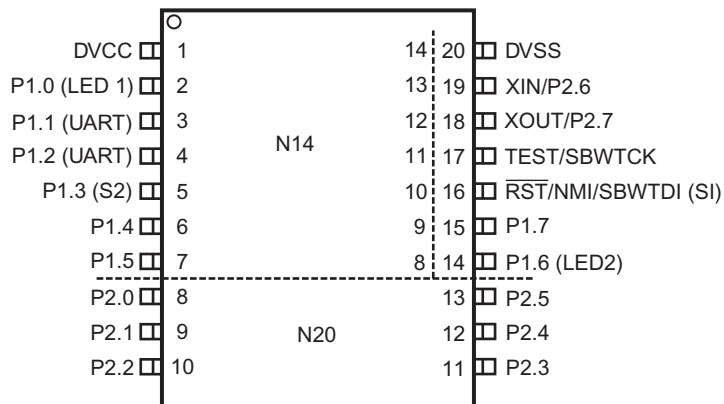 DVCC 1 14 20 DVSS
P1.0 (LED 1) 2 13 19 XIN/P2.6
P1.1 (UART) 3 12 18 XOUT/P2.7
N14
P1.2 (UART) 4 11 17 TEST/SBWTCK
P1.3 (S2) 5 10 16 RST/NMI/SBWTDI (SI)
P1.4 6 9 15 P1.7
P1.5 7 8 14 P1.6 (LED2)
P2.0 8 13 P2.5
P2.1 9 N20 12 P2.4
P2.2 10 11 P2.3